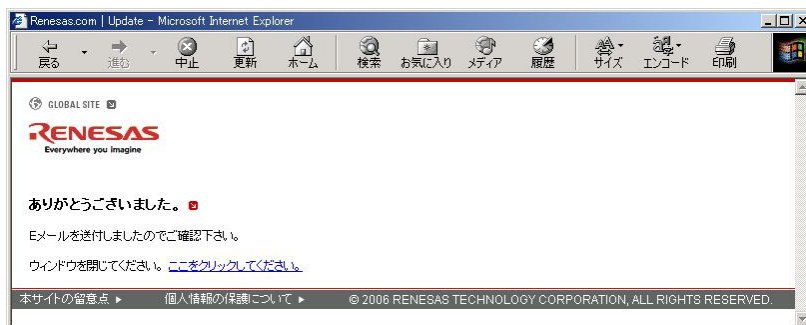 Renesas.com | Update - Microsoft Internet Explorer
戻る 進む 中止 更新 ホーム 検索 お気に入り メディア 履歴 サイズ エンコード 印刷
GLOBAL SITE
RENESAS
Everywhere you imagine
ありがとうございました。
Eメールを送付しましたのでご確認下さい。
ウィンドウを閉じてください。ここをクリックしてください。
本サイトの留意点 個人情報の保護について © 2006 RENESAS TECHNOLOGY CORPORATION, ALL RIGHTS RESERVED.